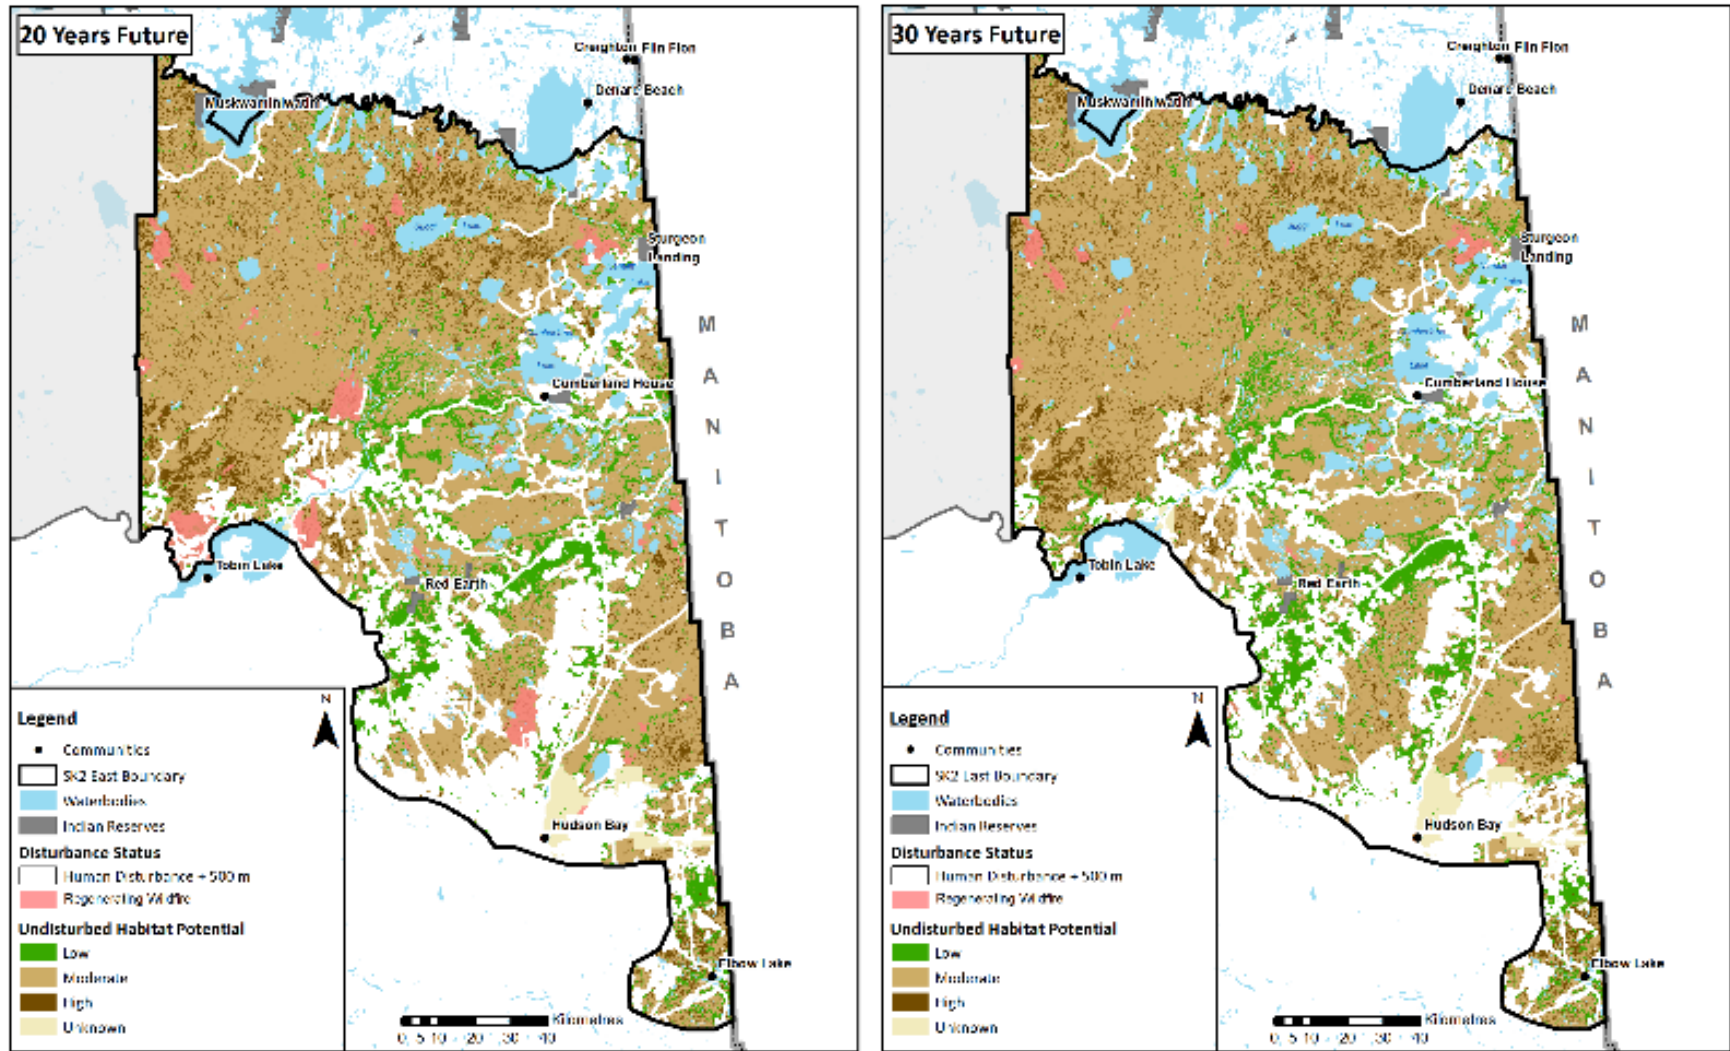 20 Years Future
Creighton Flin Flon
Denare Beach
Sturgeon
Landing
Cumberland House
Red Earth
Tobin Lake
Hudson Bay
Elbow Lake
M
A
N
I
T
O
B
A
N
Legend
Communities
SK2 East Boundary
Waterbodies
Indian Reserves
Disturbance Status
Human Disturbance + 500 m
Regenerating Wildfire
Undisturbed Habitat Potential
Low
Moderate
High
Unknown
Kilometres
0 5 10 20 30 40
30 Years Future
Creighton Flin Flon
Denare Beach
Sturgeon
Landing
Cumberland House
Red Earth
Tobin Lake
Hudson Bay
Elbow Lake
M
A
N
I
T
O
B
A
N
Legend
Communities
SK2 East Boundary
Waterbodies
Indian Reserves
Disturbance Status
Human Disturbance + 500 m
Regenerating Wildfire
Undisturbed Habitat Potential
Low
Moderate
High
Unknown
Kilometres
0 5 10 20 30 40